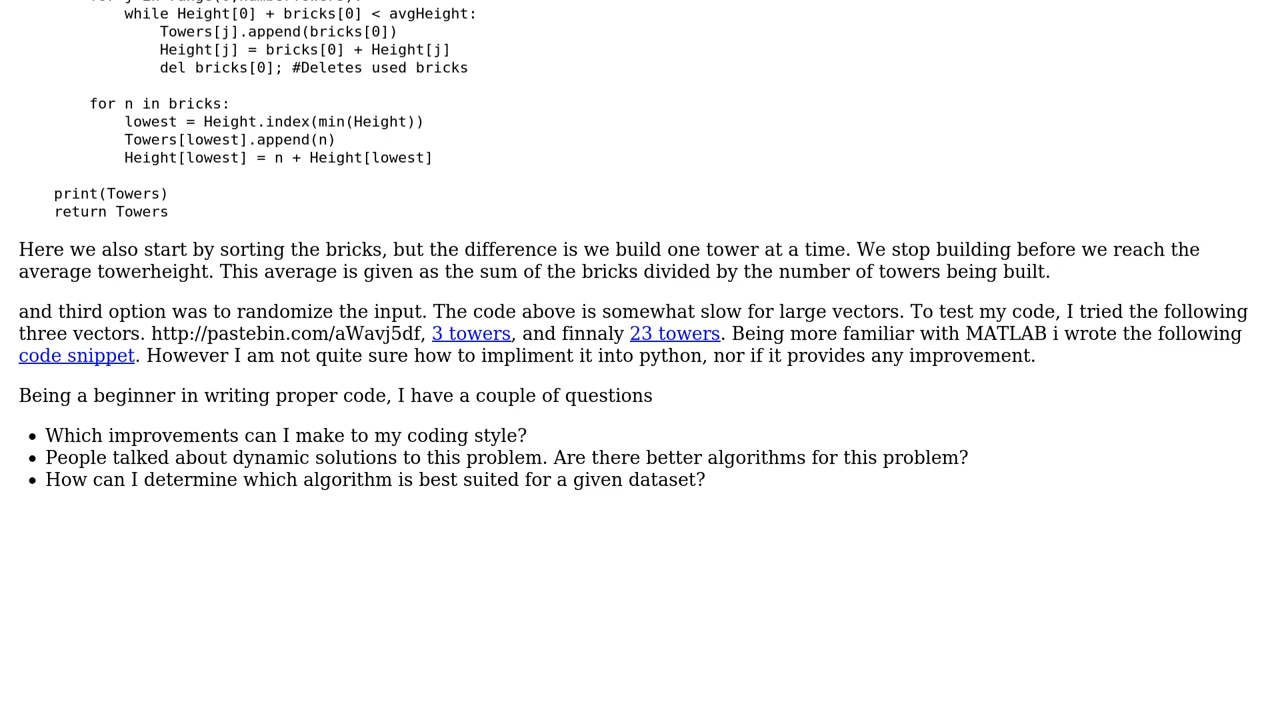 while Height[0] + bricks[0] < avgHeight:
Towers[j].append(bricks[0])
Height[j] = bricks[0] + Height[j]
del bricks[0]; #Deletes used bricks
for n in bricks:
lowest = Height.index(min(Height))
Towers[lowest].append(n)
Height[lowest] = n + Height[lowest]
print(Towers)
return Towers
Here we also start by sorting the bricks, but the difference is we build one tower at a time. We stop building before we reach the
average towerheight. This average is given as the sum of the bricks divided by the number of towers being built.
and third option was to randomize the input. The code above is somewhat slow for large vectors. To test my code, I tried the following
three vectors. http://pastebin.com/aWavj5df, 3 towers, and finnaly 23 towers. Being more familiar with MATLAB i wrote the following
code snippet. However I am not quite sure how to impliment it into python, nor if it provides any improvement.
Being a beginner in writing proper code, I have a couple of questions
• Which improvements can I make to my coding style?
• People talked about dynamic solutions to this problem. Are there better algorithms for this problem?
• How can I determine which algorithm is best suited for a given dataset?